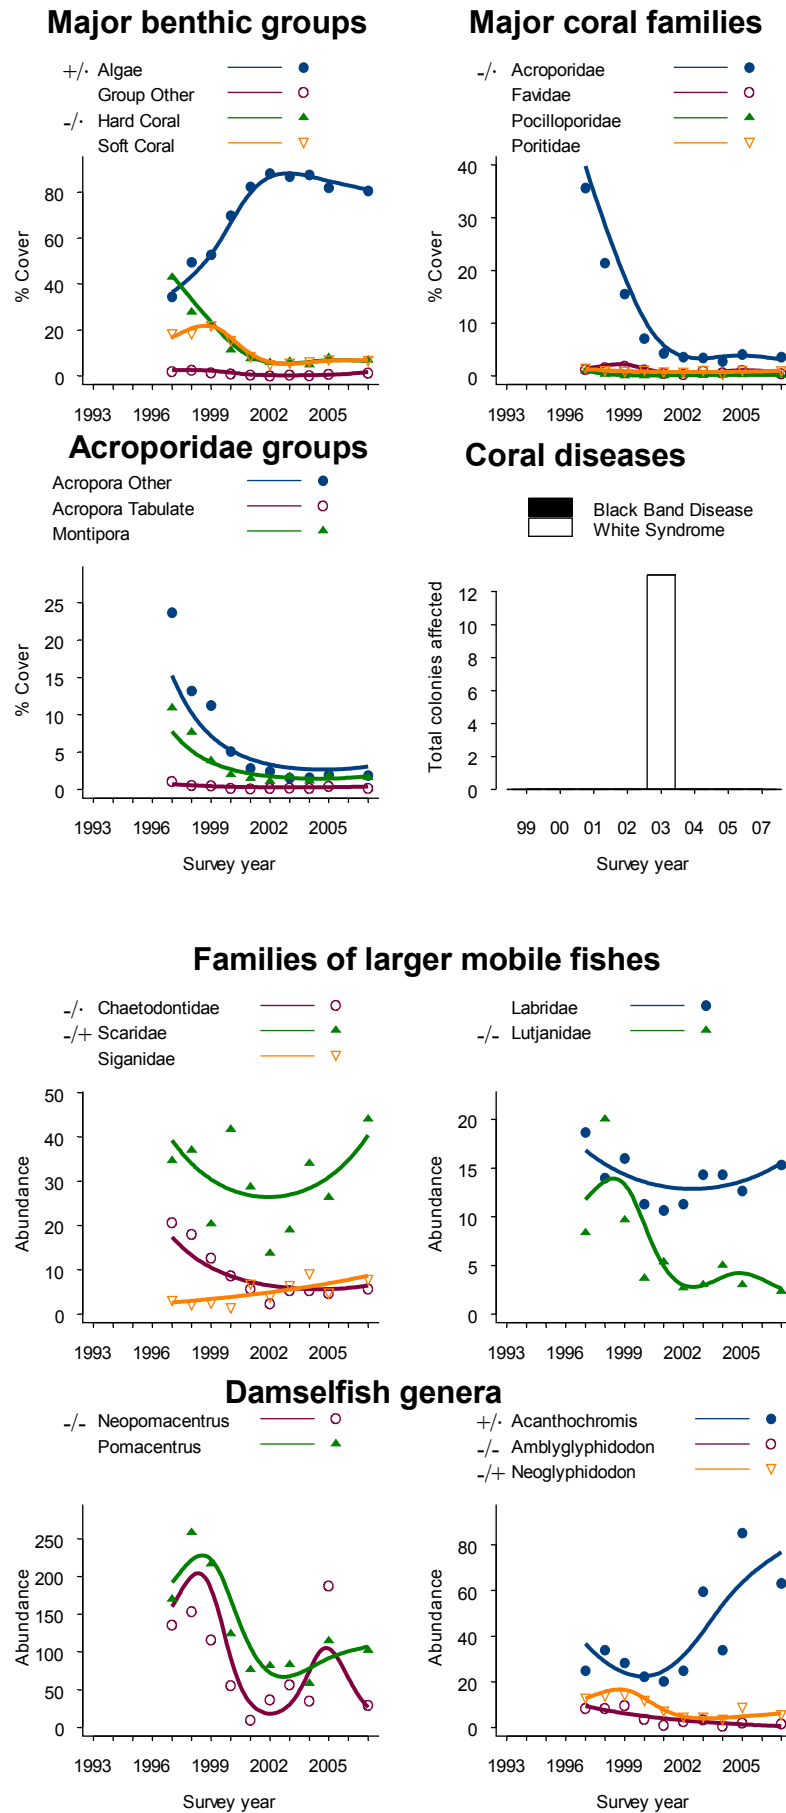 Major benthic groups
+/· Algae
Group Other
-/· Hard Coral
Soft Coral
% Cover
80
60
40
20
0
1993 1996 1999 2002 2005
Major coral families
-/· Acroporidae
Favidae
Pocilloporidae
Poritidae
% Cover
40
30
20
10
0
1993 1996 1999 2002 2005
Acroporidae groups
Acropora Other
Acropora Tabulate
Montipora
% Cover
25
20
15
10
5
0
1993 1996 1999 2002 2005
Survey year
Coral diseases
Black Band Disease
White Syndrome
Total colonies affected
12
10
8
6
4
2
0
99 00 01 02 03 04 05 07
Survey year
Families of larger mobile fishes
-/· Chaetodontidae
-/+ Scaridae
Siganidae
Abundance
50
40
30
20
10
0
1993 1996 1999 2002 2005
Labridae
-/- Lutjanidae
Abundance
20
15
10
5
0
1993 1996 1999 2002 2005
Damselfish genera
-/- Neopomacentrus
Pomacentrus
Abundance
250
200
150
100
50
0
1993 1996 1999 2002 2005
Survey year
+/· Acanthochromis
-/- Amblyglyphidodon
-/+ Neoglyphidodon
Abundance
80
60
40
20
0
1993 1996 1999 2002 2005
Survey year